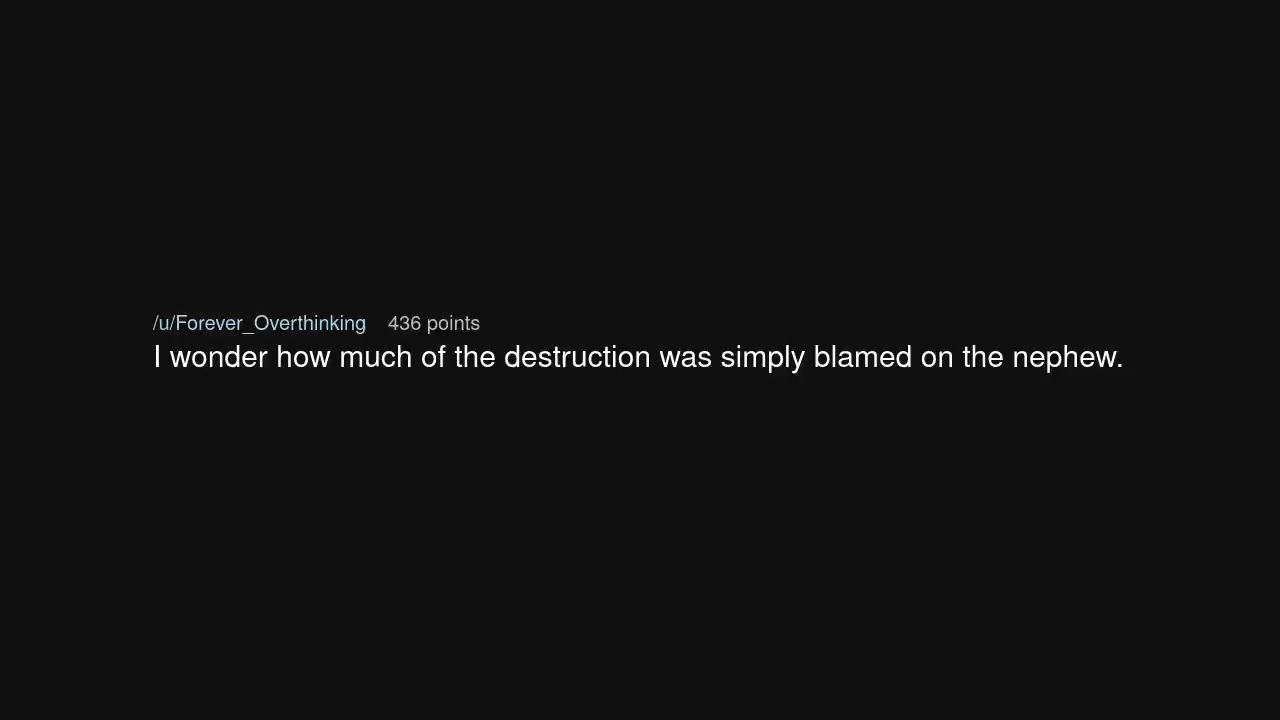 /u/Forever_Overthinking 436 points
I wonder how much of the destruction was simply blamed on the nephew.